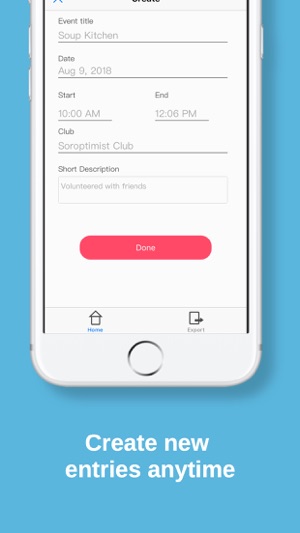 Create
Event title
Soup Kitchen
Date
Aug 9, 2018
Start End
10:00 AM 12:06 PM
Club
Soroptimist Club
Short Description
Volunteered with friends
Done
Home Export
Create new
entries anytime